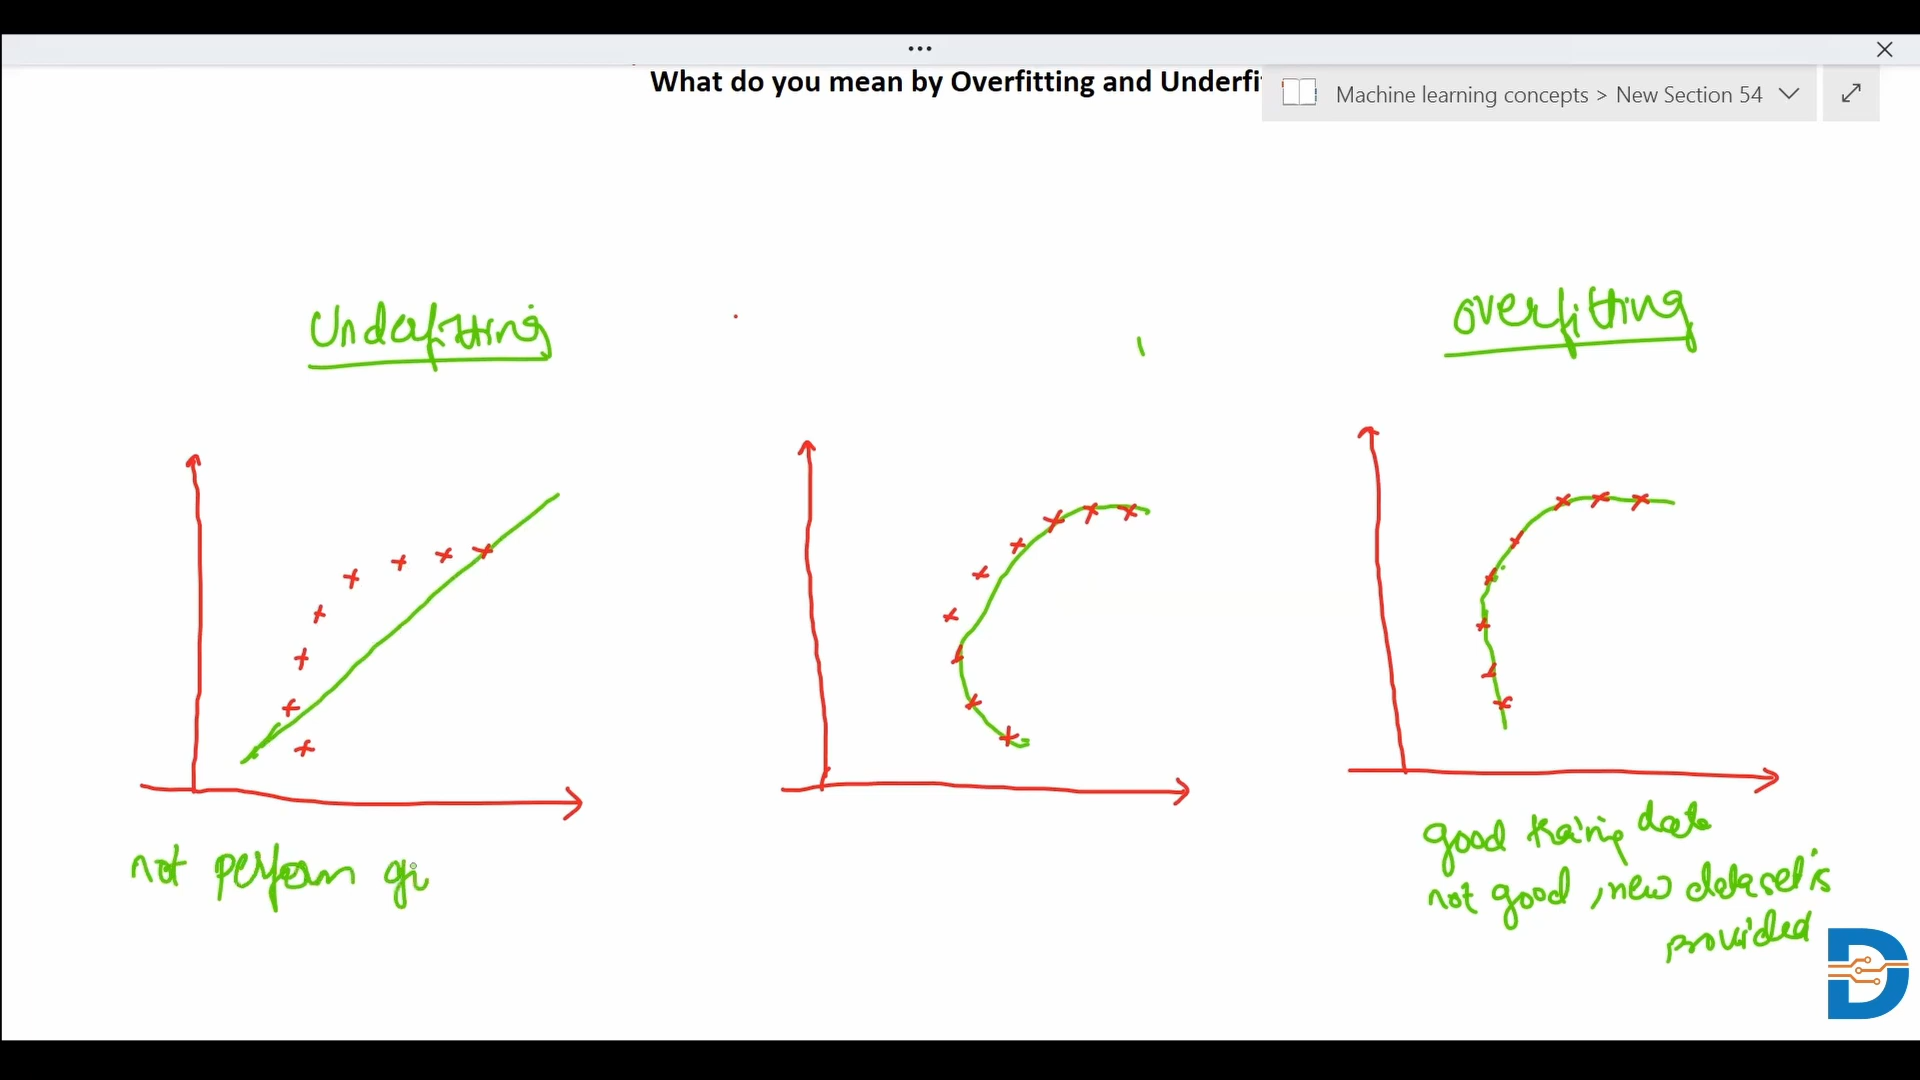 What do you mean by Overfitting and Underfi
Machine learning concepts > New Section 54
Underfitting
overfitting
not perform
good data
not good, new dataset is
provided